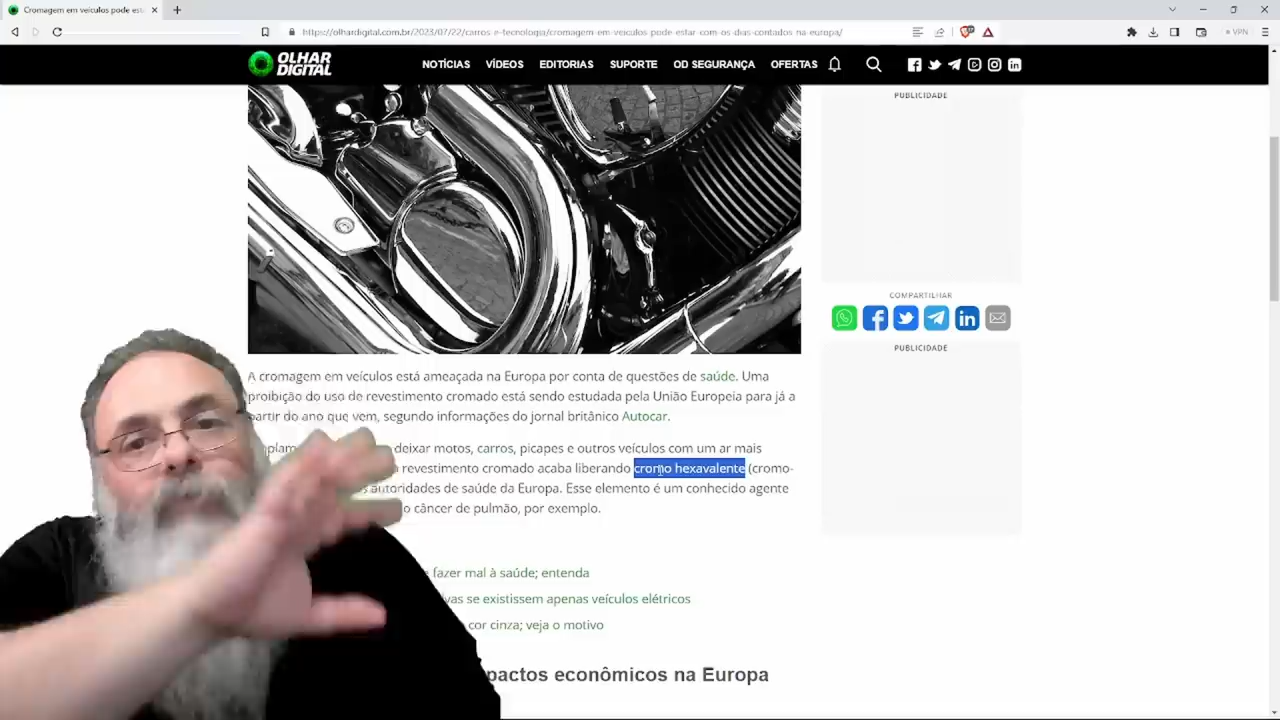 Cromagem em veículos pode est
https://olhardigital.com.br/2023/07/22/carros-e-tecnologia/cromagem-em-veiculos-pode-estar-com-os-dias-contados-na-europa/
VPN
OLHAR
DIGITAL
NOTÍCIAS VÍDEOS EDITORIAS SUPORTE OD SEGURANÇA OFERTAS
PUBLICIDADE
COMPARTILHAR
PUBLICIDADE
A cromagem em veículos está ameaçada na Europa por conta de questões de saúde. Uma
proibição do uso de revestimento cromado está sendo estudada pela União Europeia para já a
partir do ano que vem, segundo informações do jornal britânico Autocar.
deixar motos, carros, picapes e outros veículos com um ar mais
revestimento cromado acaba liberando cromo hexavalente (cromo-
autoridades de saúde da Europa. Esse elemento é um conhecido agente
o câncer de pulmão, por exemplo.
fazer mal à saúde; entenda
se existissem apenas veículos elétricos
cor cinza; veja o motivo
pactos econômicos na Europa